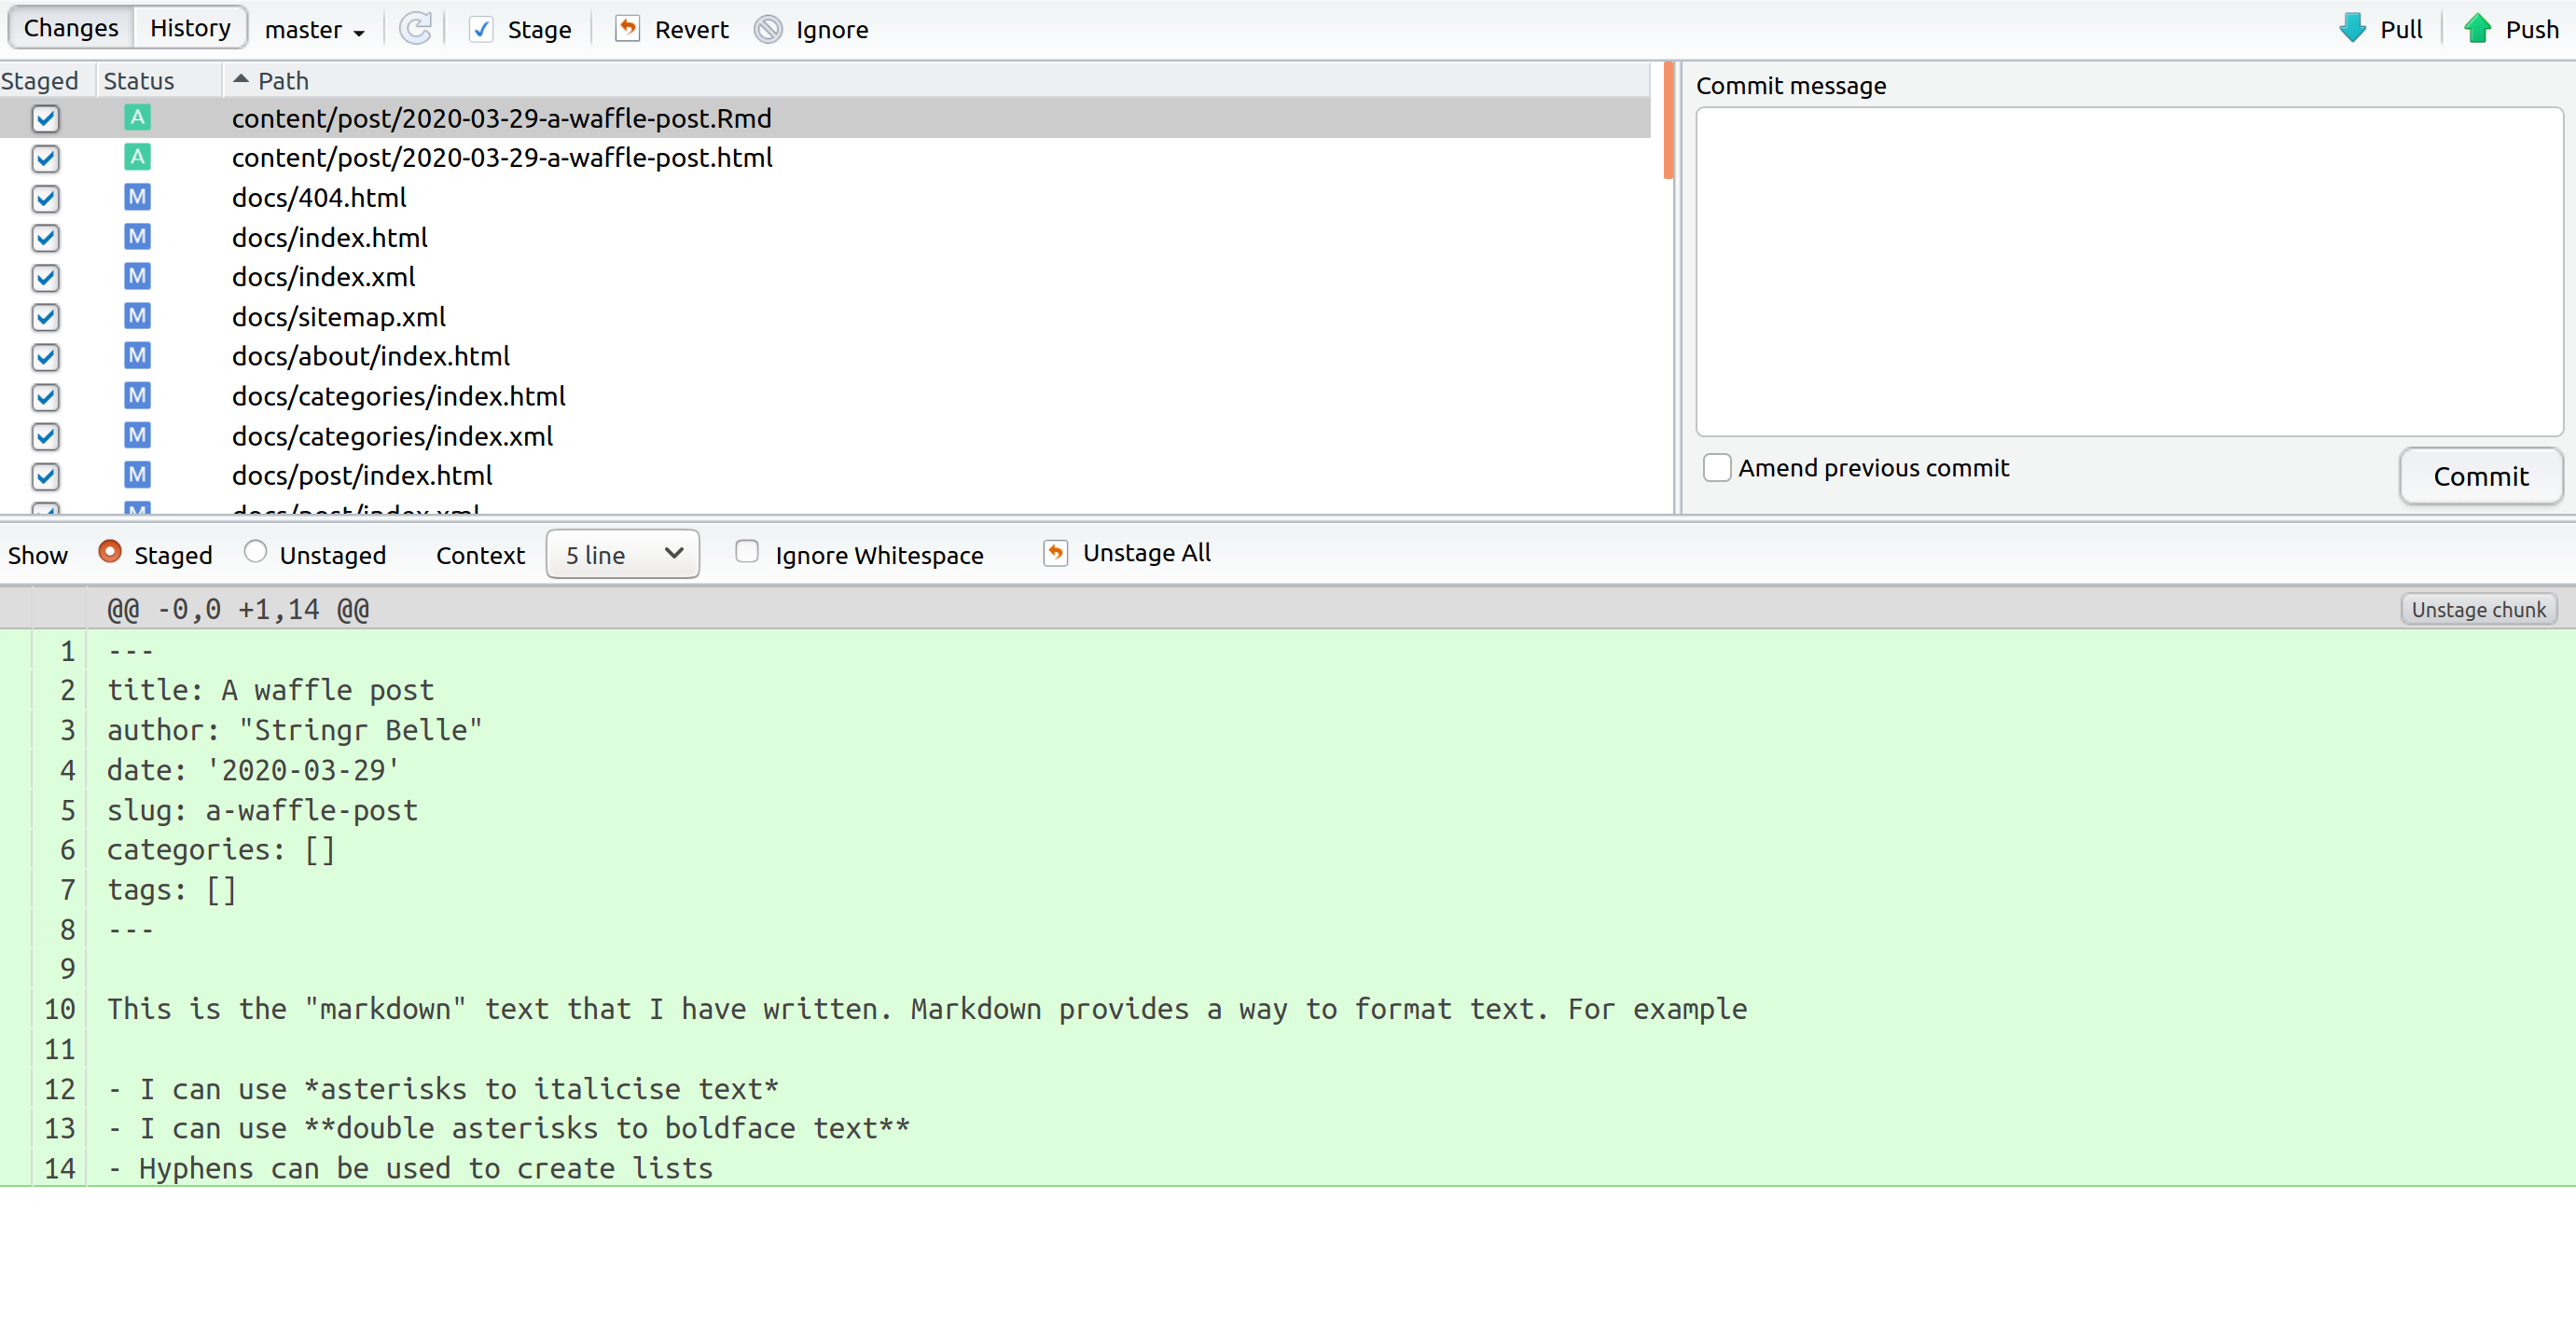 Changes History master Stage Revert Ignore Pull Push
Staged Status Path
Commit message
A content/post/2020-03-29-a-waffle-post.Rmd
A content/post/2020-03-29-a-waffle-post.html
M docs/404.html
M docs/index.html
M docs/index.xml
M docs/sitemap.xml
M docs/about/index.html
M docs/categories/index.html
M docs/categories/index.xml
M docs/post/index.html
M docs/post/index.xml
Amend previous commit
Commit
Show Staged Unstaged Context 5 line Ignore Whitespace Unstage All
@@ -0,0 +1,14 @@ Unstage chunk
1 ---
2 title: A waffle post
3 author: "Stringr Belle"
4 date: '2020-03-29'
5 slug: a-waffle-post
6 categories: []
7 tags: []
8 ---
9
10 This is the "markdown" text that I have written. Markdown provides a way to format text. For example
11
12 - I can use *asterisks to italicise text*
13 - I can use **double asterisks to boldface text**
14 - Hyphens can be used to create lists